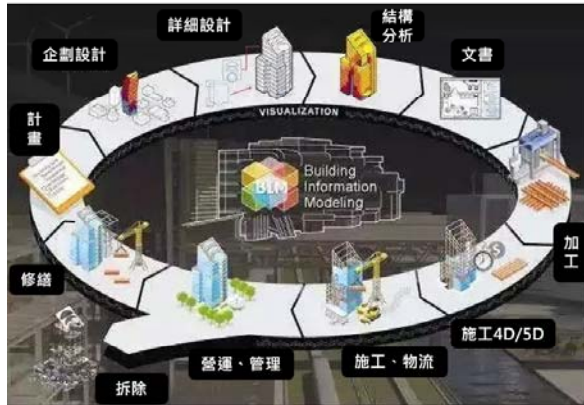 結構
分析
詳細設計
文書
企劃設計
VISUALIZATION
計
畫
BLM
Building
Information
Modeling
加
工
修繕
施工4D/5D
營運、管理
施工、物流
拆除